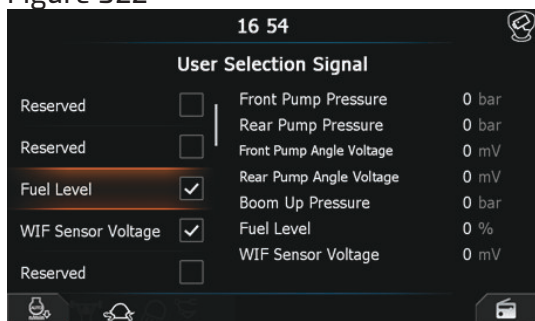 Figure 322
16 54
User Selection Signal
Reserved
Reserved
Fuel Level
WIF Sensor Voltage
Reserved
Front Pump Pressure 0 bar
Rear Pump Pressure 0 bar
Front Pump Angle Voltage 0 mV
Rear Pump Angle Voltage 0 mV
Boom Up Pressure 0 bar
Fuel Level 0 %
WIF Sensor Voltage 0 mV